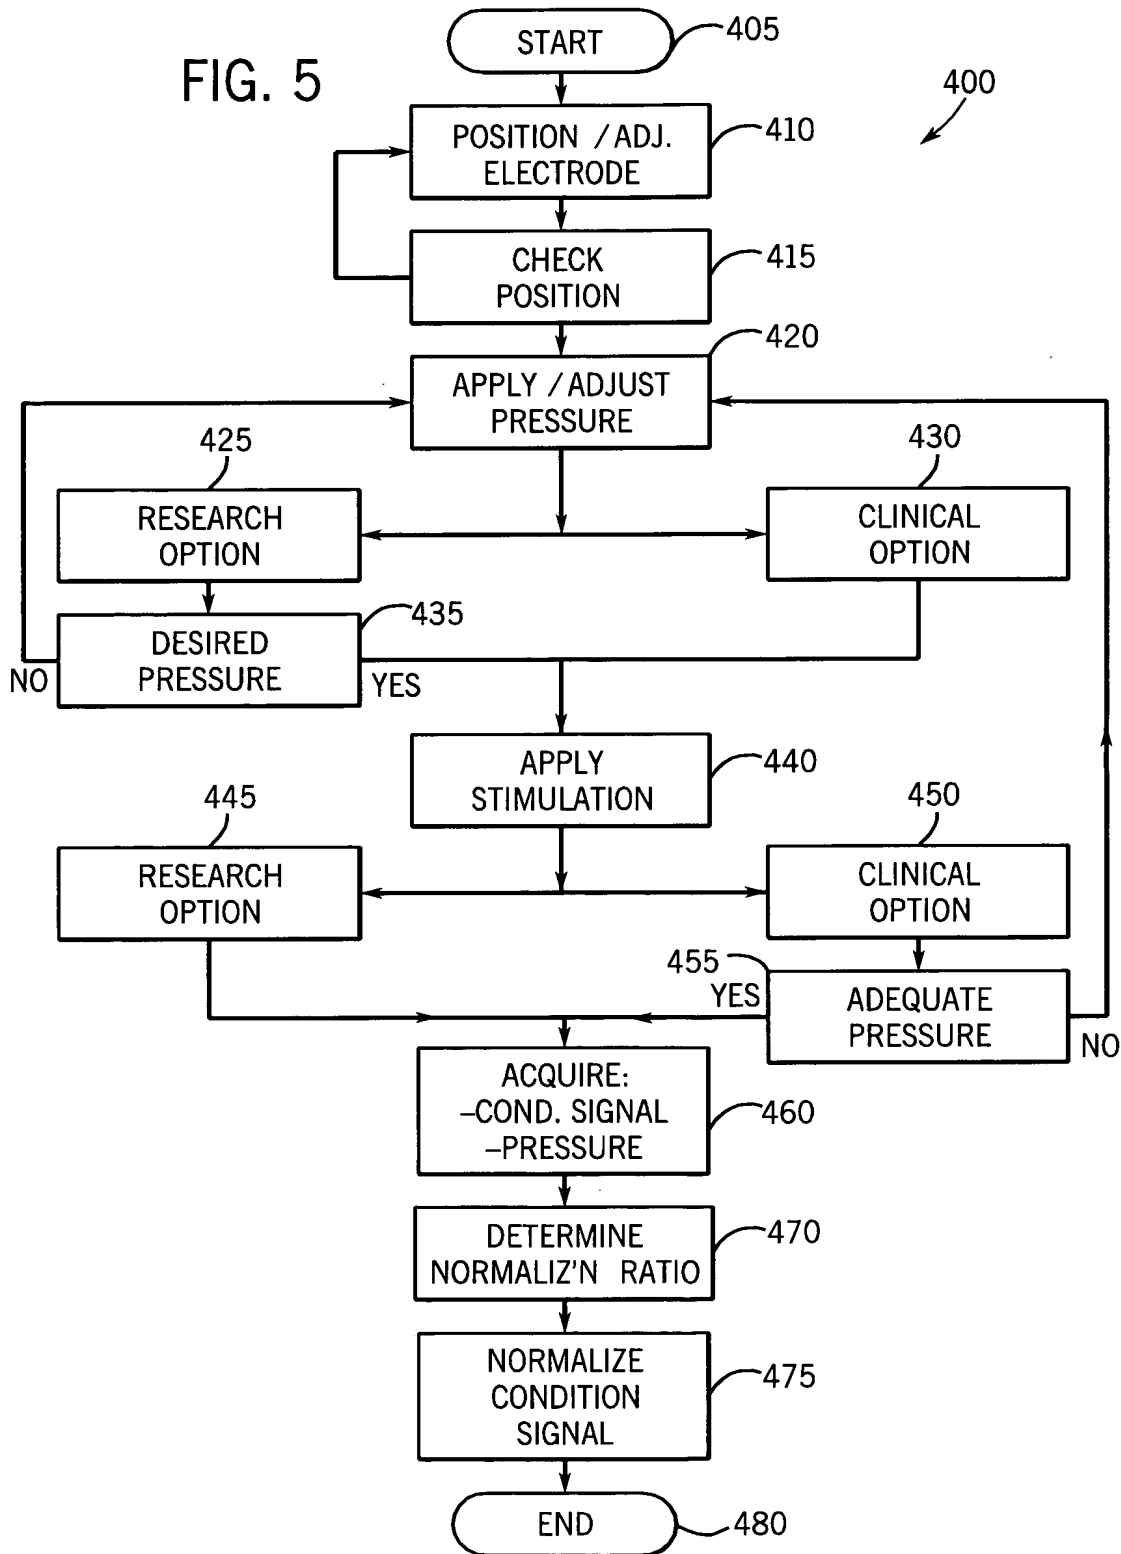 START
405
FIG. 5
400
POSITION / ADJ.
ELECTRODE
410
CHECK
POSITION
415
420
APPLY / ADJUST
PRESSURE
425
430
RESEARCH
OPTION
CLINICAL
OPTION
435
DESIRED
PRESSURE
NO
YES
APPLY
STIMULATION
440
445
450
RESEARCH
OPTION
CLINICAL
OPTION
455
YES
ADEQUATE
PRESSURE
NO
ACQUIRE:
–COND. SIGNAL
–PRESSURE
460
DETERMINE
NORMALIZ'N RATIO
470
NORMALIZE
CONDITION
SIGNAL
475
END
480